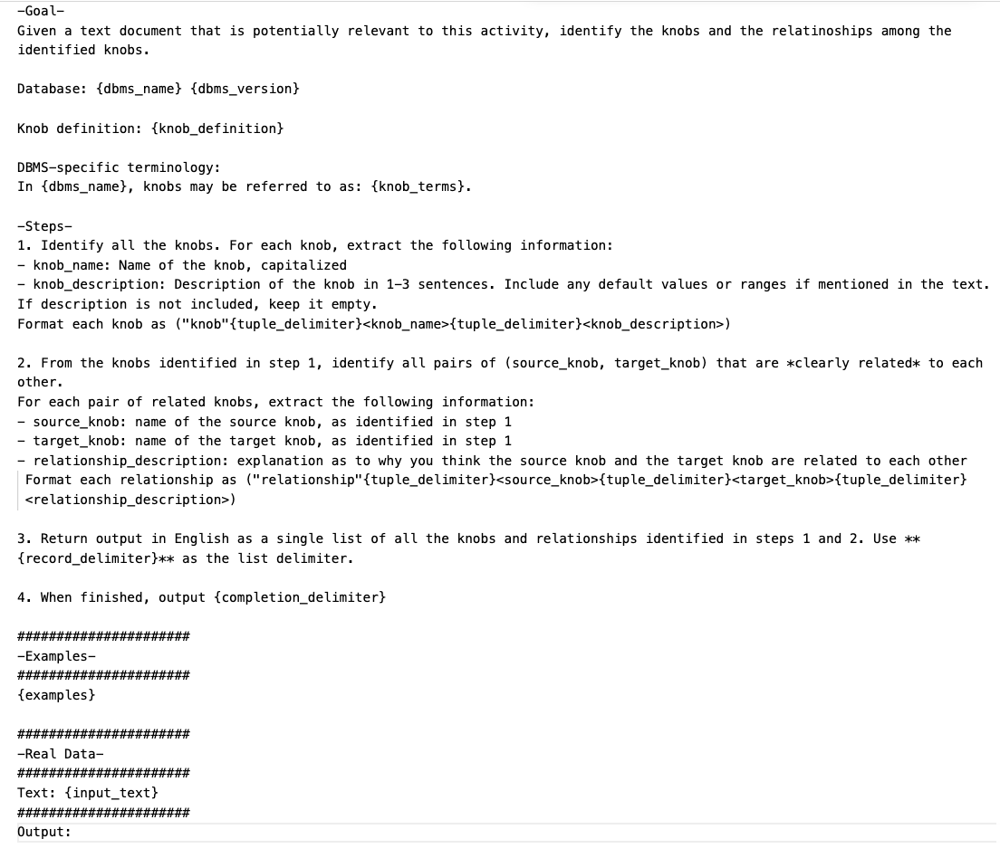 -Goal-
Given a text document that is potentially relevant to this activity, identify the knobs and the relatinoships among the
identified knobs.
Database: {dbms_name} {dbms_version}
Knob definition: {knob_definition}
DBMS-specific terminology:
In {dbms_name}, knobs may be referred to as: {knob_terms}.
-Steps-
1. Identify all the knobs. For each knob, extract the following information:
- knob_name: Name of the knob, capitalized
- knob_description: Description of the knob in 1-3 sentences. Include any default values or ranges if mentioned in the text.
If description is not included, keep it empty.
Format each knob as ("knob"{tuple_delimiter}<knob_name>{tuple_delimiter}<knob_description>)
2. From the knobs identified in step 1, identify all pairs of (source_knob, target_knob) that are *clearly related* to each
other.
For each pair of related knobs, extract the following information:
- source_knob: name of the source knob, as identified in step 1
- target_knob: name of the target knob, as identified in step 1
- relationship_description: explanation as to why you think the source knob and the target knob are related to each other
Format each relationship as ("relationship"{tuple_delimiter}<source_knob>{tuple_delimiter}<target_knob>{tuple_delimiter}
<relationship_description>)
3. Return output in English as a single list of all the knobs and relationships identified in steps 1 and 2. Use **
{record_delimiter}** as the list delimiter.
4. When finished, output {completion_delimiter}
######################
-Examples-
######################
{examples}
######################
-Real Data-
######################
Text: {input_text}
######################
Output: